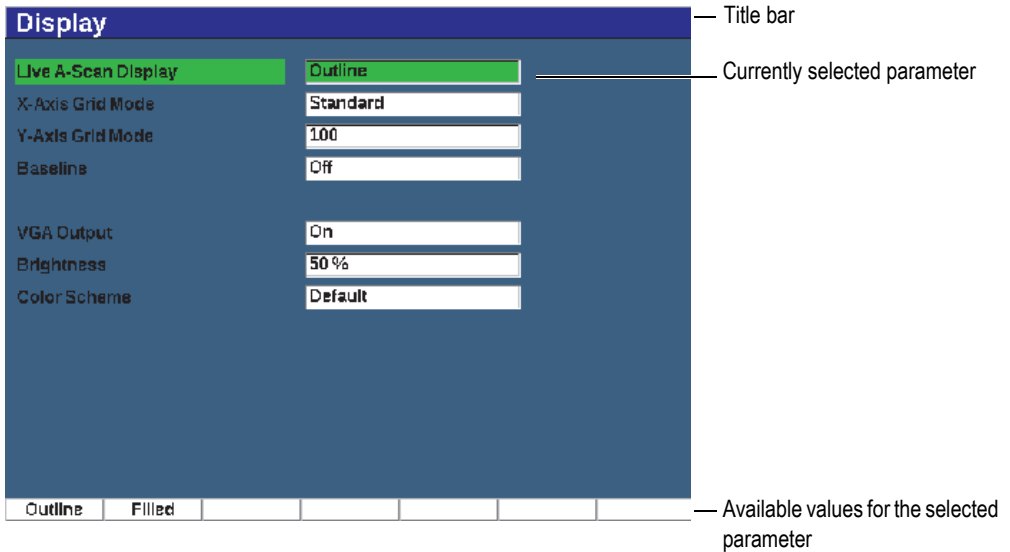 Display
Title bar
Live A-Scan Display Outline
Currently selected parameter
X-Axis Grid Mode Standard
Y-Axis Grid Mode 100
Baseline Off
VGA Output On
Brightness 50 %
Color Scheme Default
Outline Filled
Available values for the selected
parameter